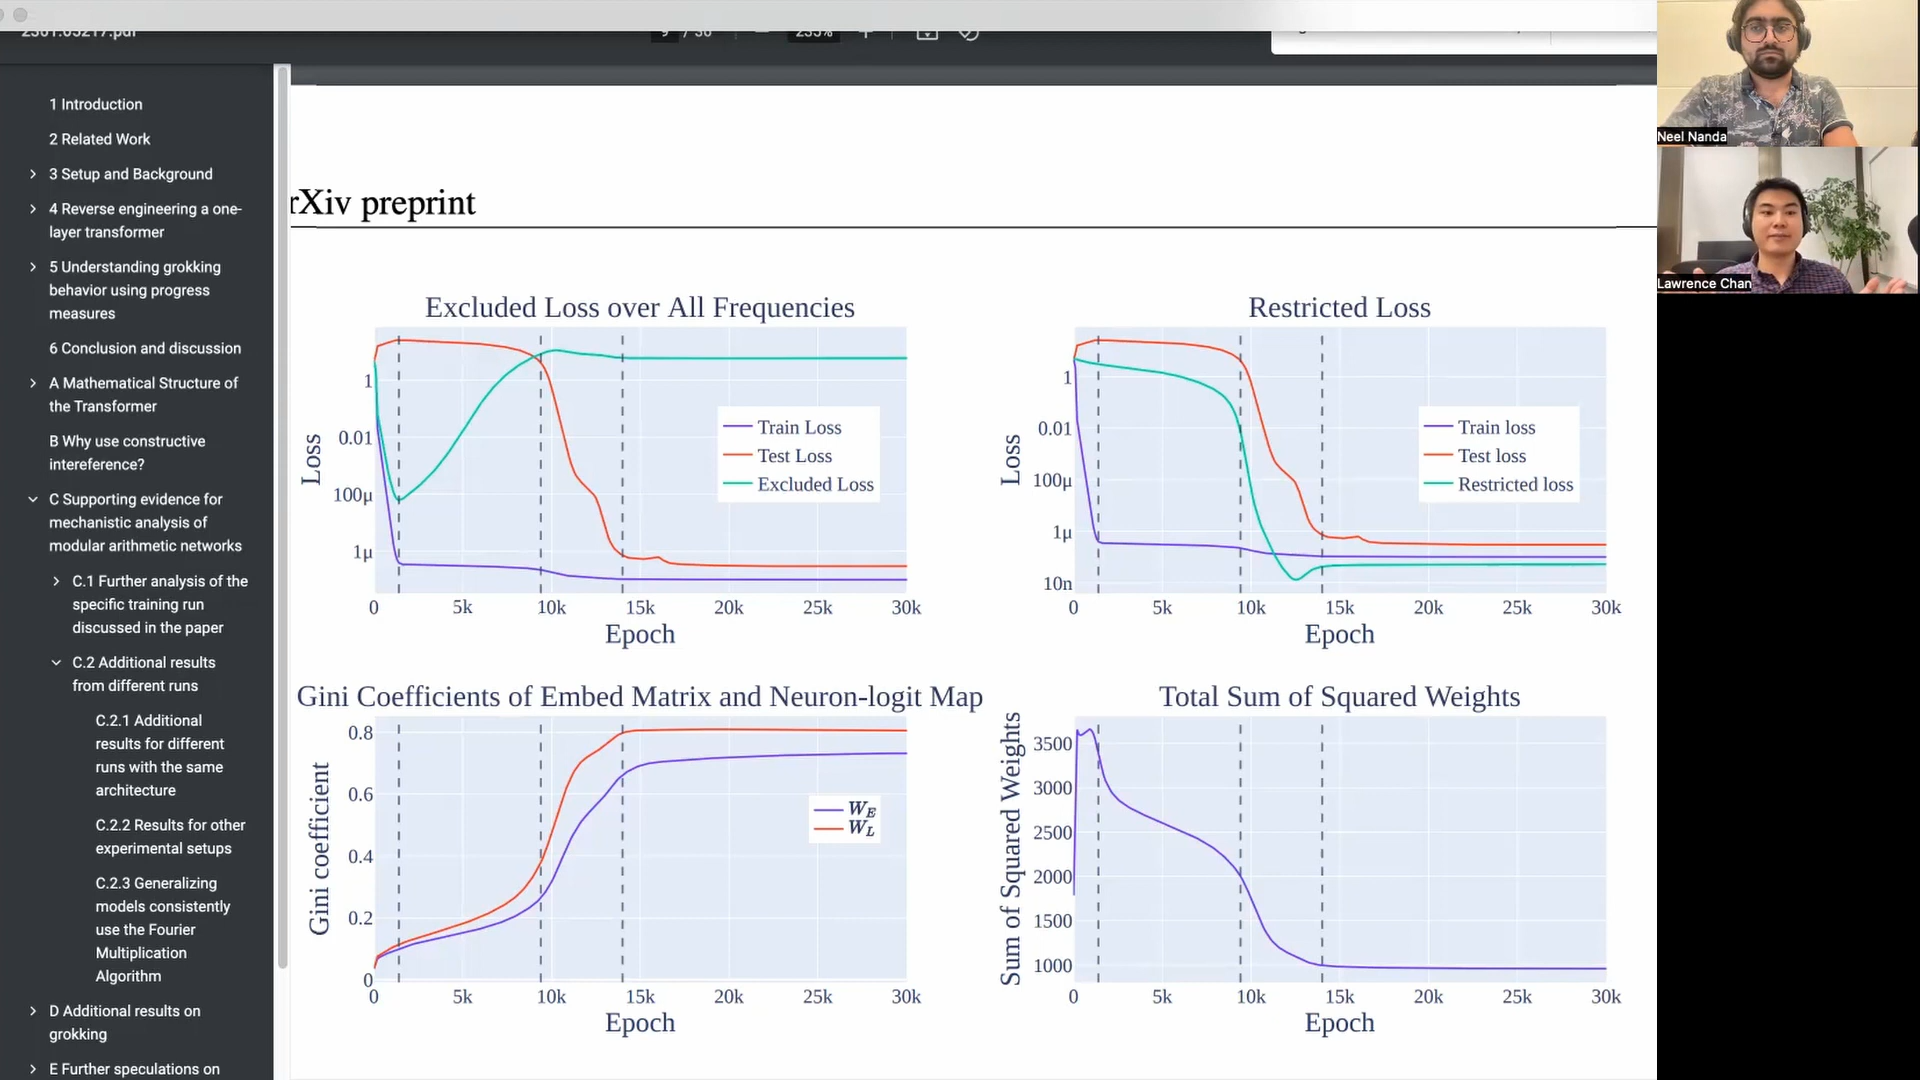 2301.05217.pdf
9 / 36
235%
1 Introduction
2 Related Work
3 Setup and Background
4 Reverse engineering a one-
layer transformer
5 Understanding grokking
behavior using progress
measures
6 Conclusion and discussion
A Mathematical Structure of
the Transformer
B Why use constructive
intereference?
C Supporting evidence for
mechanistic analysis of
modular arithmetic networks
C.1 Further analysis of the
specific training run
discussed in the paper
C.2 Additional results
from different runs
C.2.1 Additional
results for different
runs with the same
architecture
C.2.2 Results for other
experimental setups
C.2.3 Generalizing
models consistently
use the Fourier
Multiplication
Algorithm
D Additional results on
grokking
E Further speculations on
rXiv preprint
Excluded Loss over All Frequencies
Loss
1
0.01
100μ
1μ
Train Loss
Test Loss
Excluded Loss
0 5k 10k 15k 20k 25k 30k
Epoch
Restricted Loss
Loss
1
0.01
100μ
1μ
10n
Train loss
Test loss
Restricted loss
0 5k 10k 15k 20k 25k 30k
Epoch
Gini Coefficients of Embed Matrix and Neuron-logit Map
Gini coefficient
0.8
0.6
0.4
0.2
0
W_E
W_L
0 5k 10k 15k 20k 25k 30k
Epoch
Total Sum of Squared Weights
Sum of Squared Weights
3500
3000
2500
2000
1500
1000
0 5k 10k 15k 20k 25k 30k
Epoch
Neel Nanda
Lawrence Chan